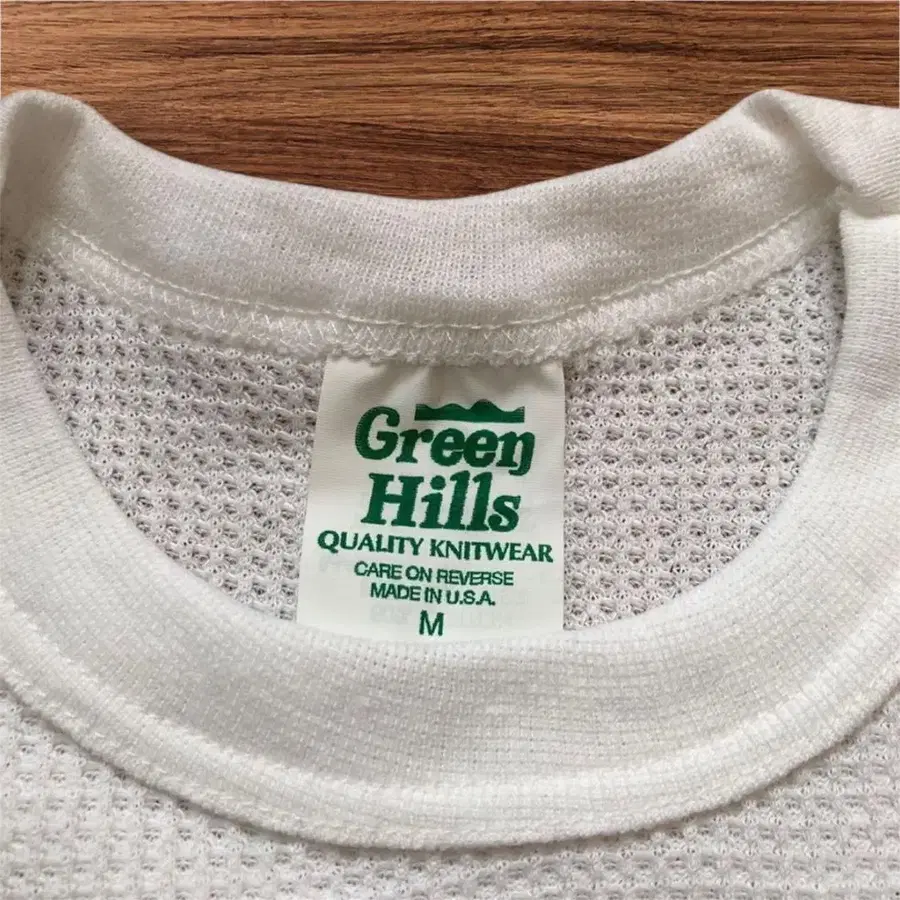 Green
Hills
QUALITY KNITWEAR
CARE ON REVERSE
MADE IN U.S.A.
M